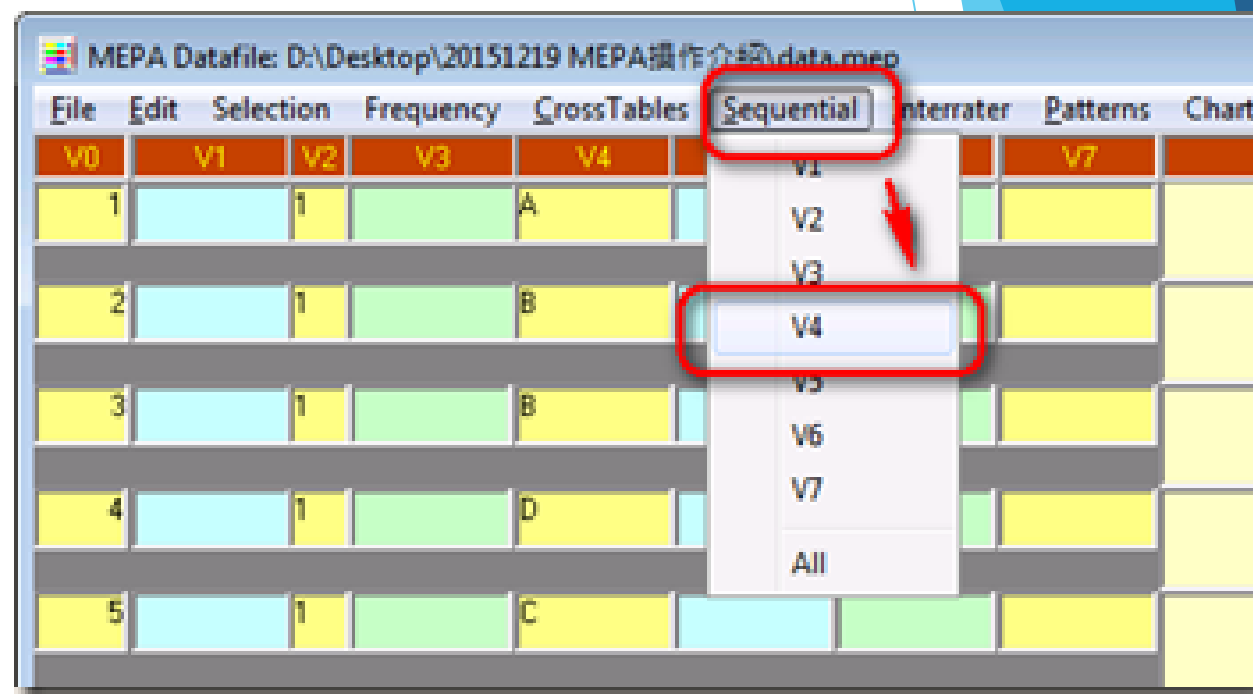 MEPA Datafile: D:\Desktop\20151219 MEPA操作介紹\data.mep
File Edit Selection Frequency CrossTables Sequential Interrater Patterns Chart
V0 V1 V2 V3 V4 V7
V1
1 1 A
V2
V3
2 1 B
V4
V5
3 1 B
V6
V7
4 1 D
All
5 1 C